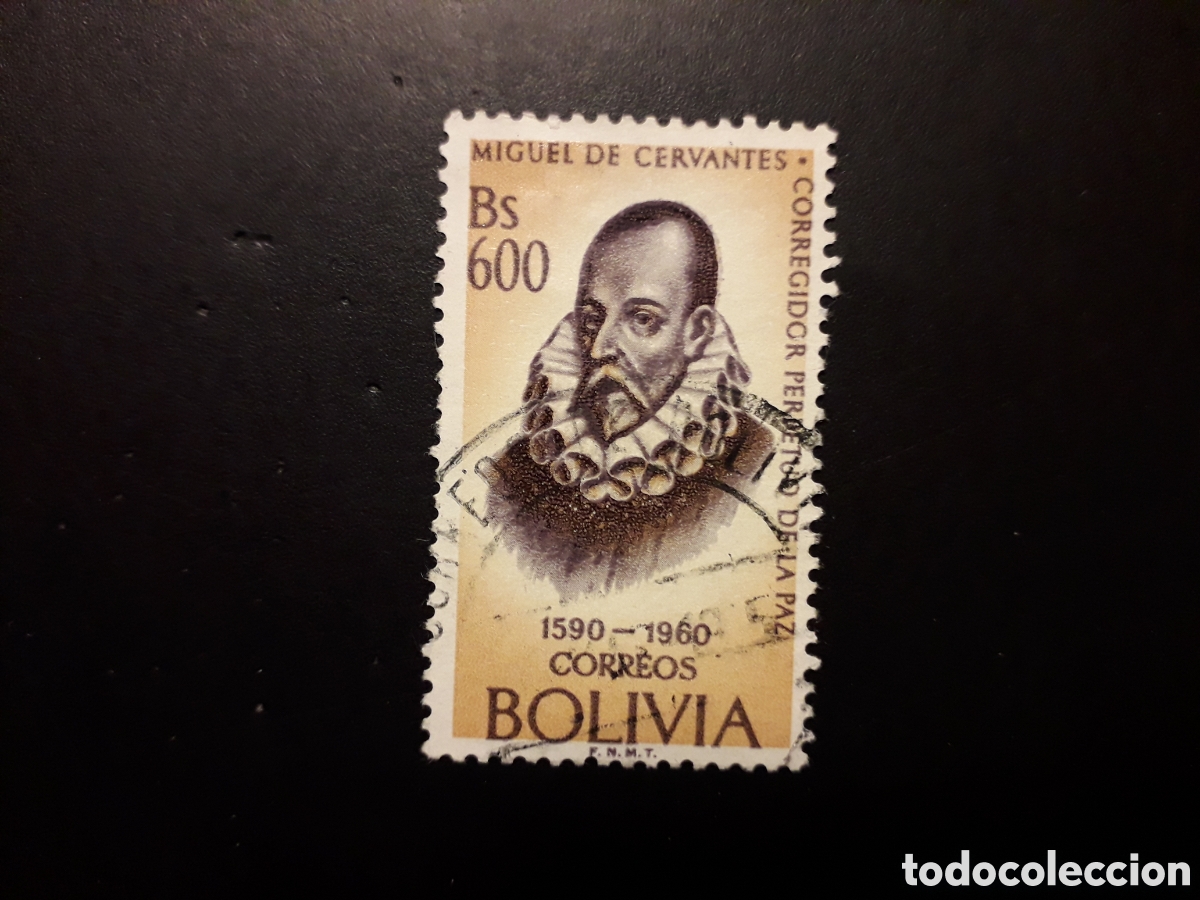 MIGUEL DE CERVANTES • CORREGIDOR PERPETUO DE LA PAZ
Bs
600
1590 – 1960
CORREOS
BOLIVIA
F. N. M. T.
todocoleccion